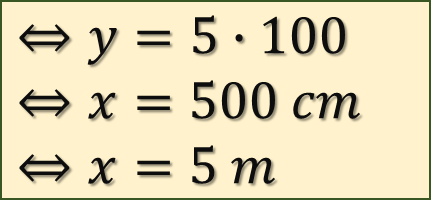 ⇔ y = 5 · 100
⇔ x = 500 cm
⇔ x = 5 m